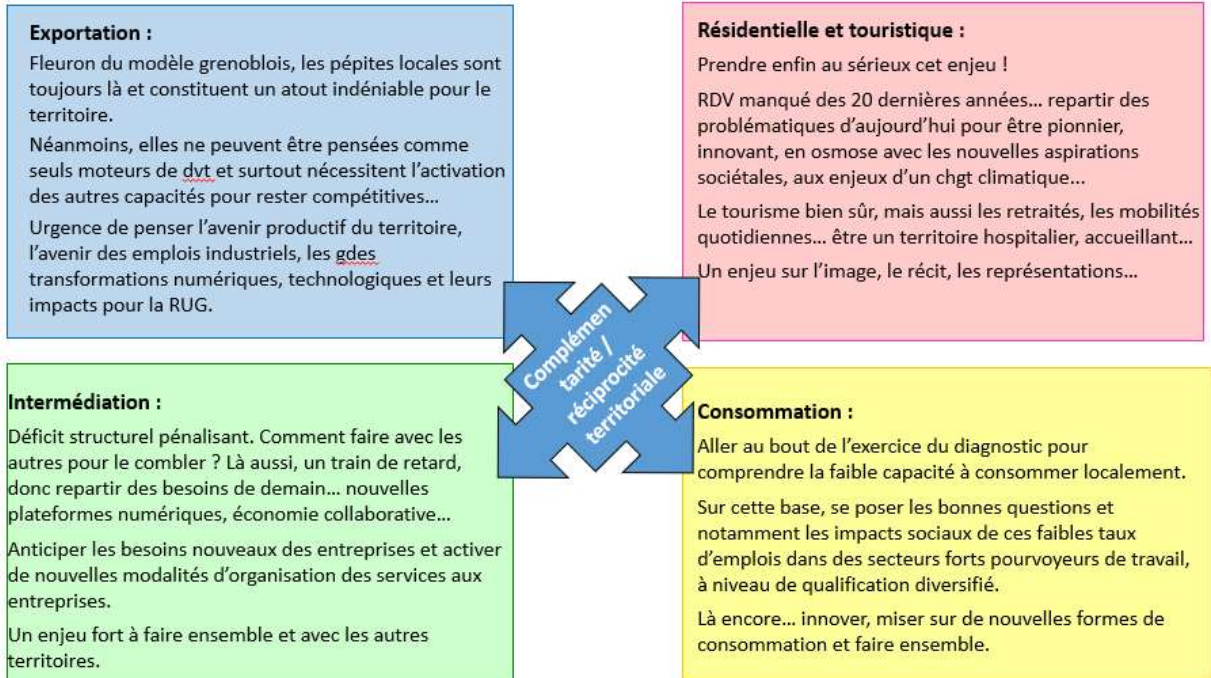 Exportation :
Fleuron du modèle grenoblois, les pépites locales sont
toujours là et constituent un atout indéniable pour le
territoire.
Néanmoins, elles ne peuvent être pensées comme
seuls moteurs de dvt et surtout nécessitent l’activation
des autres capacités pour rester compétitives…
Urgence de penser l’avenir productif du territoire,
l’avenir des emplois industriels, les gdes
transformations numériques, technologiques et leurs
impacts pour la RUG.
Résidentielle et touristique :
Prendre enfin au sérieux cet enjeu !
RDV manqué des 20 dernières années… repartir des
problématiques d’aujourd’hui pour être pionnier,
innovant, en osmose avec les nouvelles aspirations
sociétales, aux enjeux d’un chgt climatique…
Le tourisme bien sûr, mais aussi les retraités, les mobilités
quotidiennes… être un territoire hospitalier, accueillant…
Un enjeu sur l’image, le récit, les représentations…
Complémen
tarité /
réciprocité
territoriale
Intermédiation :
Déficit structurel pénalisant. Comment faire avec les
autres pour le combler ? Là aussi, un train de retard,
donc repartir des besoins de demain… nouvelles
plateformes numériques, économie collaborative…
Anticiper les besoins nouveaux des entreprises et activer
de nouvelles modalités d’organisation des services aux
entreprises.
Un enjeu fort à faire ensemble et avec les autres
territoires.
Consommation :
Aller au bout de l’exercice du diagnostic pour
comprendre la faible capacité à consommer localement.
Sur cette base, se poser les bonnes questions et
notamment les impacts sociaux de ces faibles taux
d’emplois dans des secteurs forts pourvoyeurs de travail,
à niveau de qualification diversifié.
Là encore… innover, miser sur de nouvelles formes de
consommation et faire ensemble.